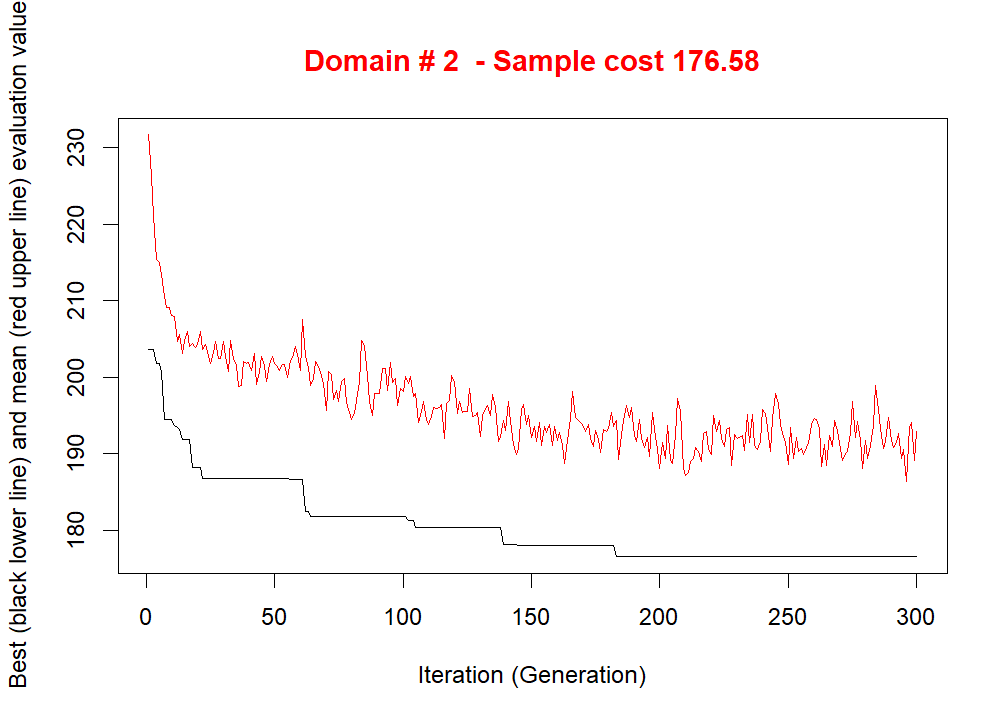 Domain # 2  - Sample cost 176.58
Best (black lower line) and mean (red upper line) evaluation value
230
220
210
200
190
180
0 50 100 150 200 250 300
Iteration (Generation)